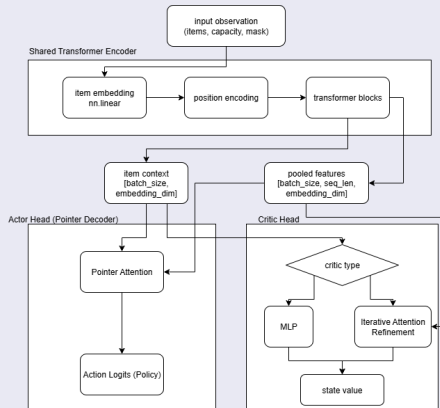 input observation
(items, capacity, mask)
Shared Transformer Encoder
item embedding
nn.linear
position encoding
transformer blocks
item context
[batch_size,
embedding_dim]
pooled features
[batch_size, seq_len,
embedding_dim]
Actor Head (Pointer Decoder)
Critic Head
Pointer Attention
critic type
MLP
Iterative Attention
Refinement
Action Logits (Policy)
state value